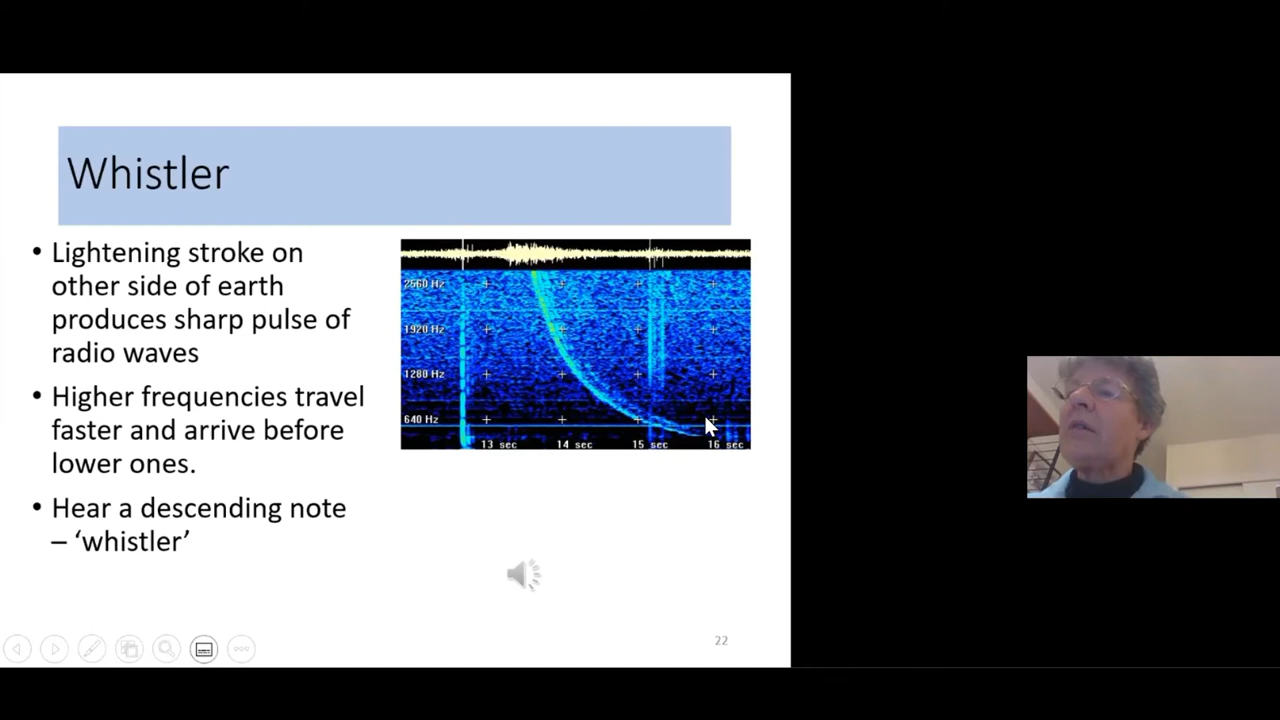 Whistler
• Lightening stroke on
other side of earth
produces sharp pulse of
radio waves
• Higher frequencies travel
faster and arrive before
lower ones.
• Hear a descending note
– ‘whistler’
2560 Hz
1920 Hz
1280 Hz
640 Hz
13 sec 14 sec 15 sec 16 sec
22